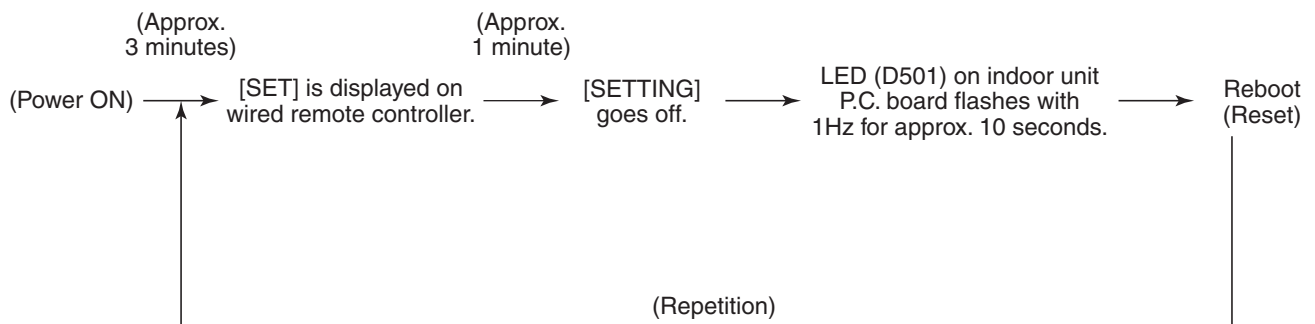 (Approx.
3 minutes)
(Approx.
1 minute)
(Power ON)
[SET] is displayed on
wired remote controller.
[SETTING]
goes off.
LED (D501) on indoor unit
P.C. board flashes with
1Hz for approx. 10 seconds.
Reboot
(Reset)
(Repetition)